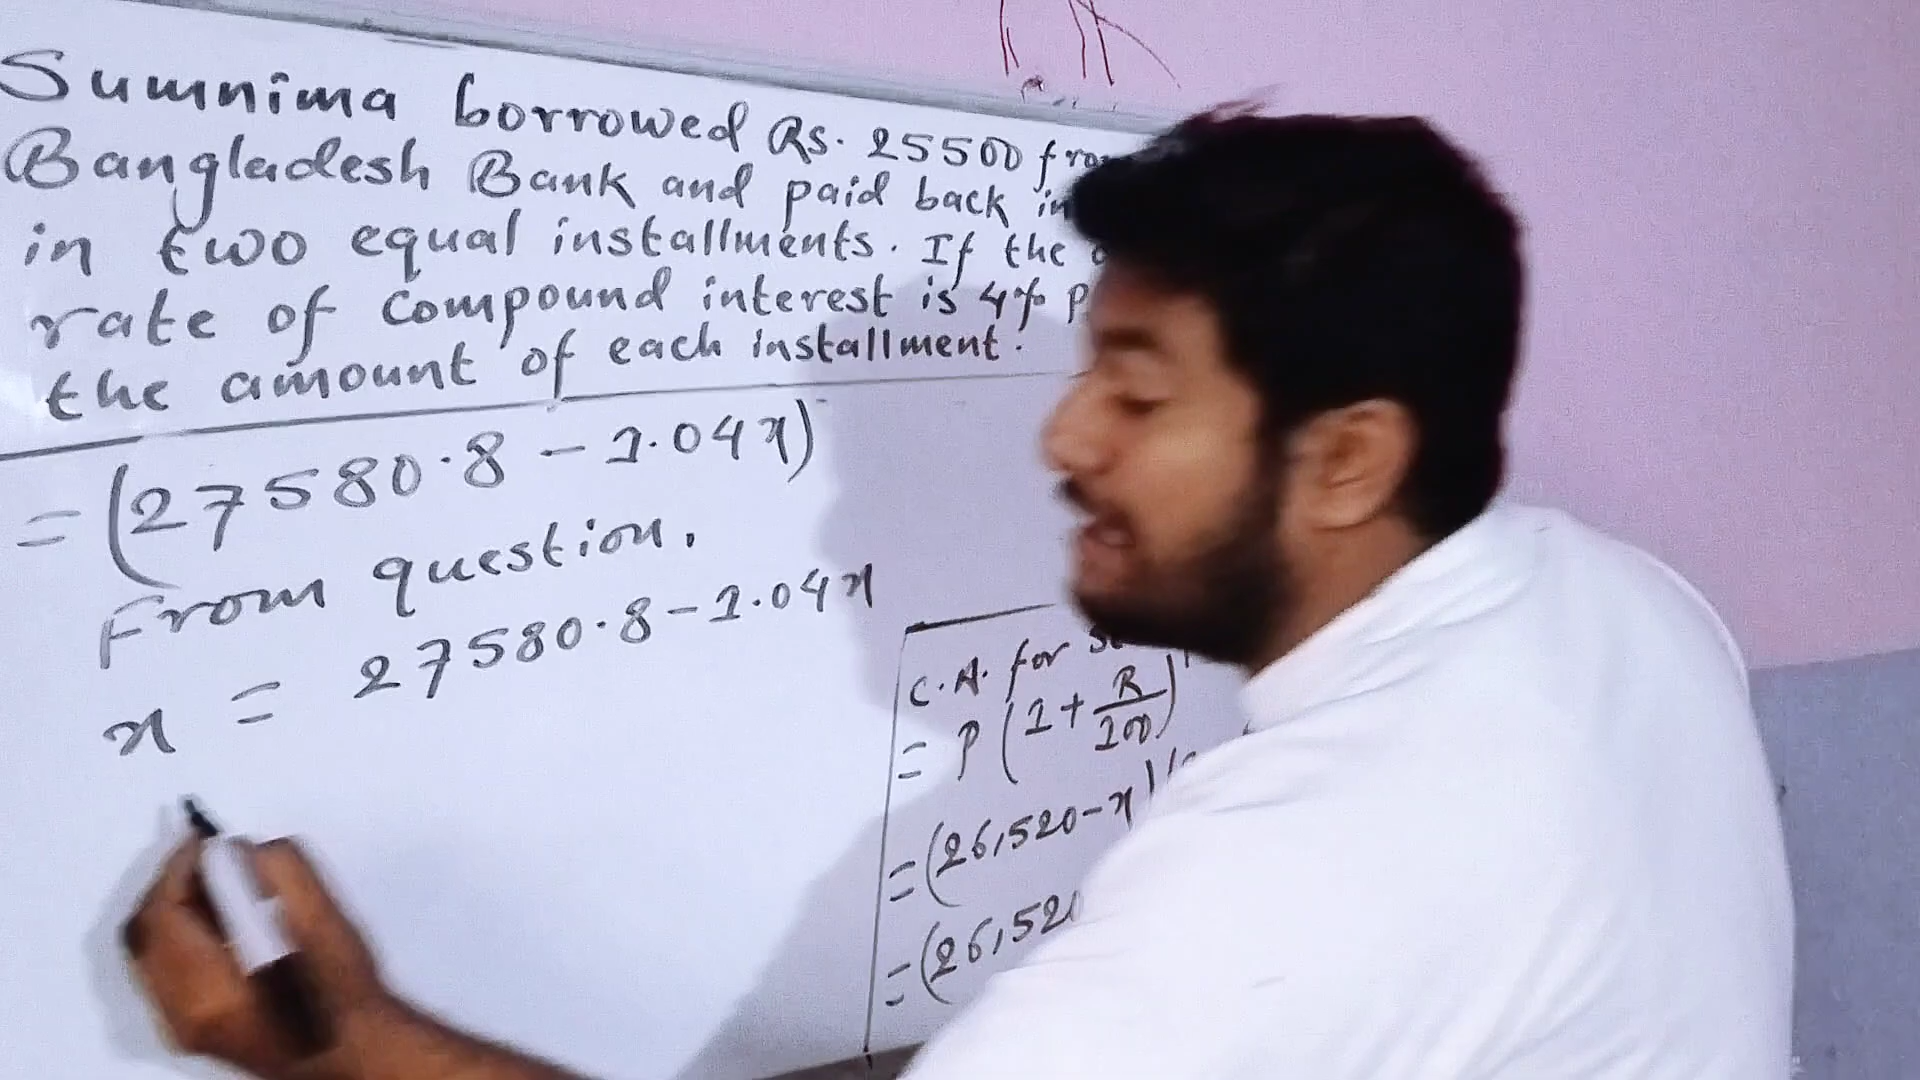 Sumnima borrowed Rs. 25500
Bangladesh Bank and paid back in
in two equal installments. If the
rate of compound interest is 4%
the amount of each installment.
= (27580.8 - 1.04x)
From question,
x = 27580.8 - 1.04x
C.A. for
= P (1 + R/100)
= (26,520 - x)
= (26,520